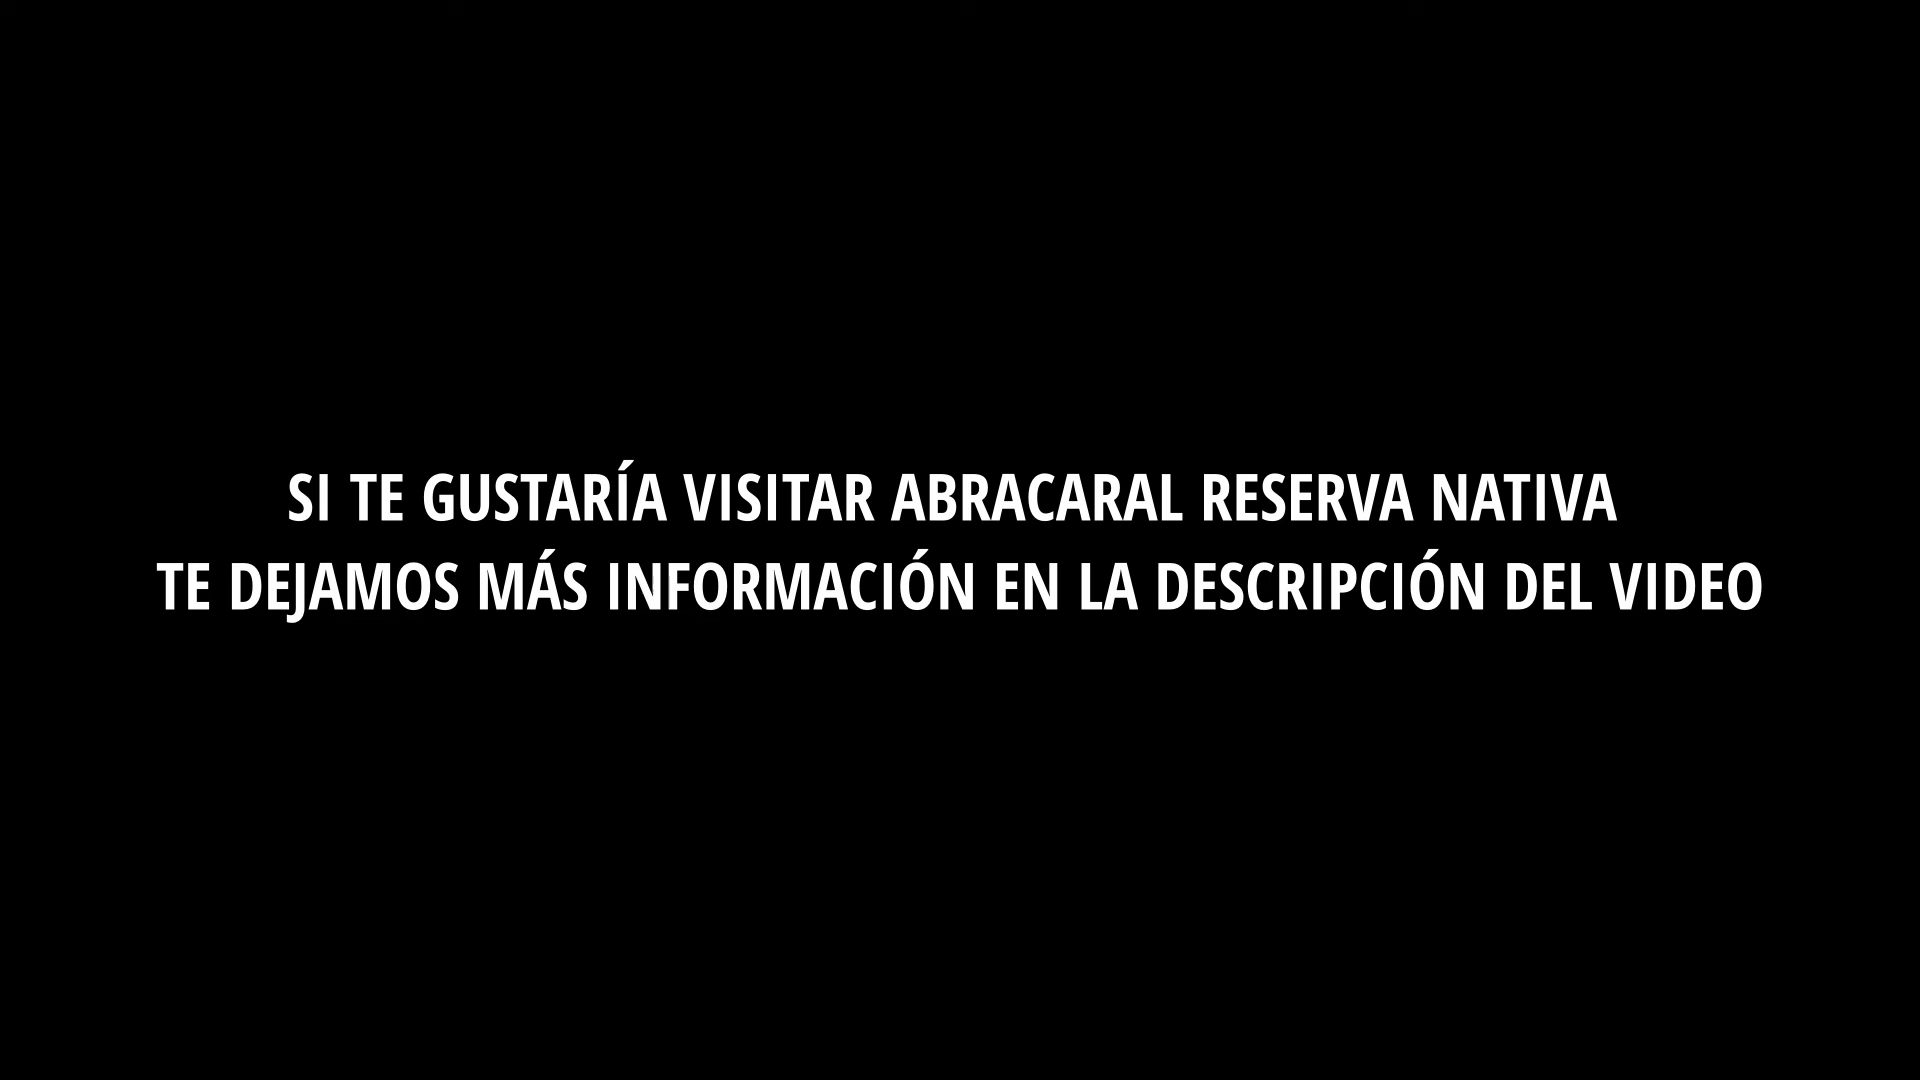 SI TE GUSTARÍA VISITAR ABRACARAL RESERVA NATIVA
TE DEJAMOS MÁS INFORMACIÓN EN LA DESCRIPCIÓN DEL VIDEO